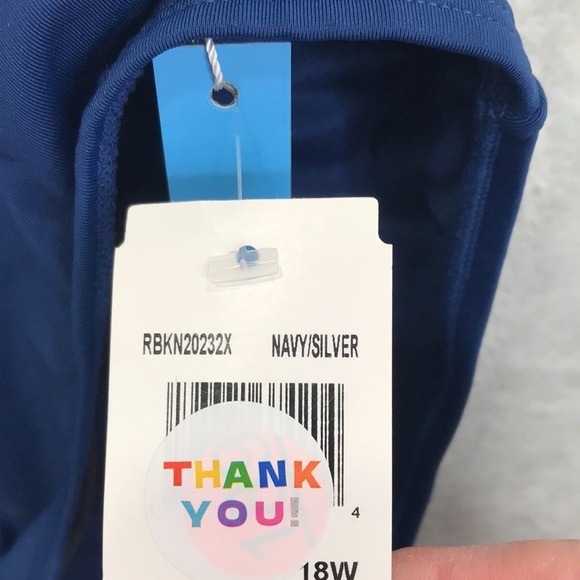 RBKN20232X NAVY/SILVER
4
THANK
YOU!
18W